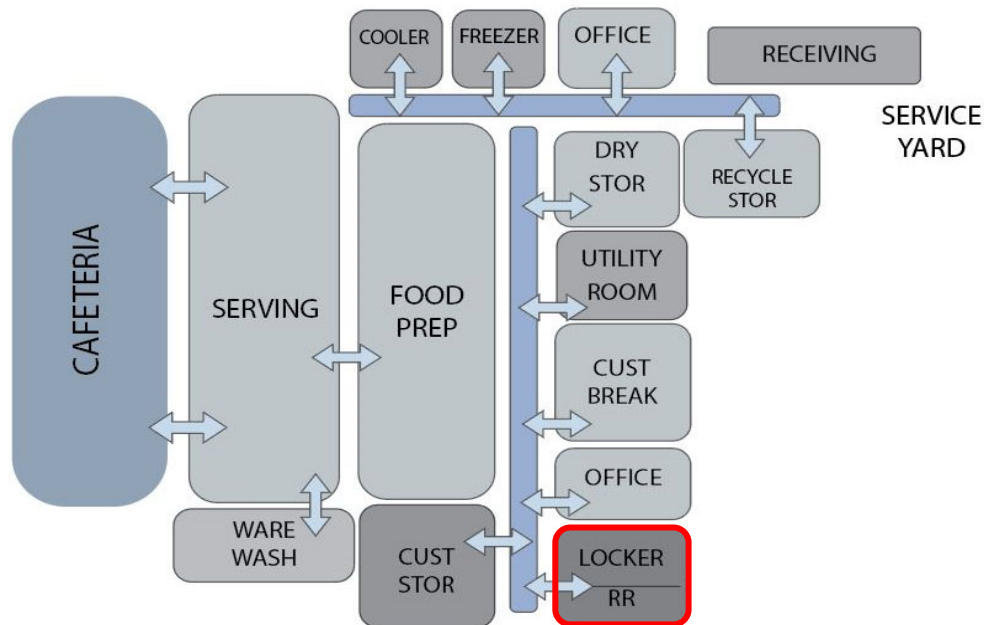 COOLER
FREEZER
OFFICE
RECEIVING
SERVICE
YARD
CAFETERIA
SERVING
FOOD
PREP
DRY
STOR
RECYCLE
STOR
UTILITY
ROOM
CUST
BREAK
OFFICE
WARE
WASH
CUST
STOR
LOCKER
RR